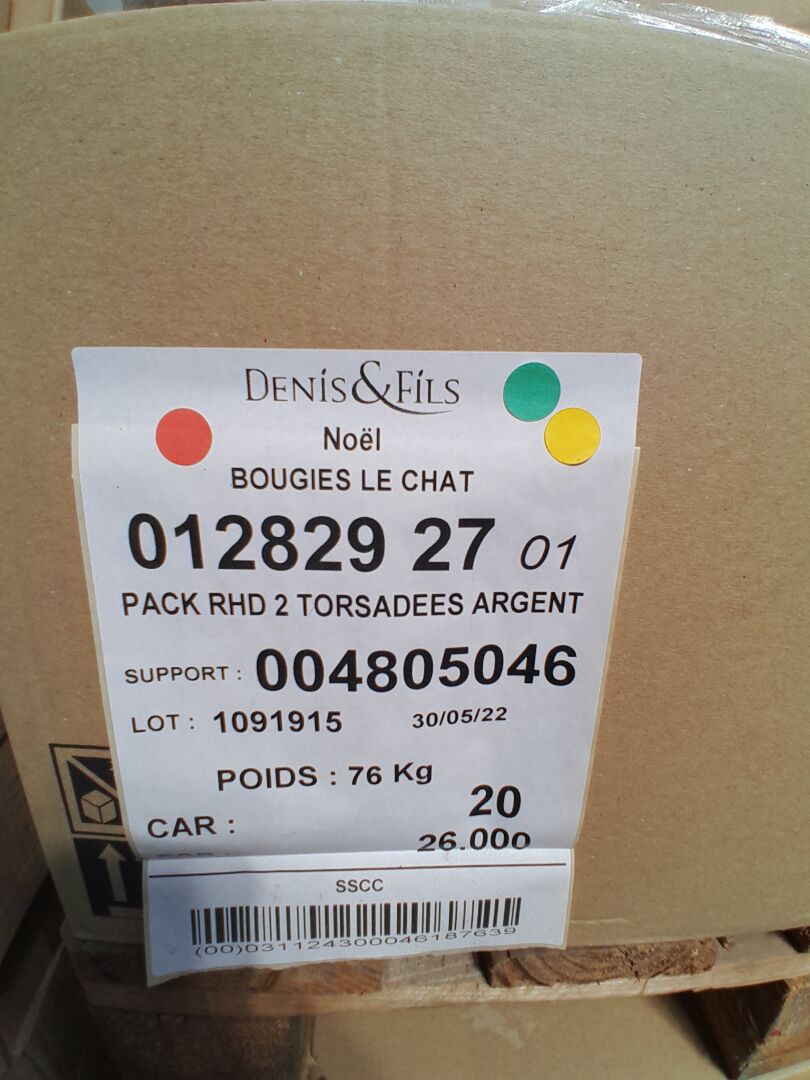 DENIS & FILS
Noël
BOUGIES LE CHAT
012829 27 01
PACK RHD 2 TORSADEES ARGENT
SUPPORT : 004805046
LOT : 1091915 30/05/22
POIDS : 76 Kg
CAR : 20
26.000
SSCC
(00)031124300046187639